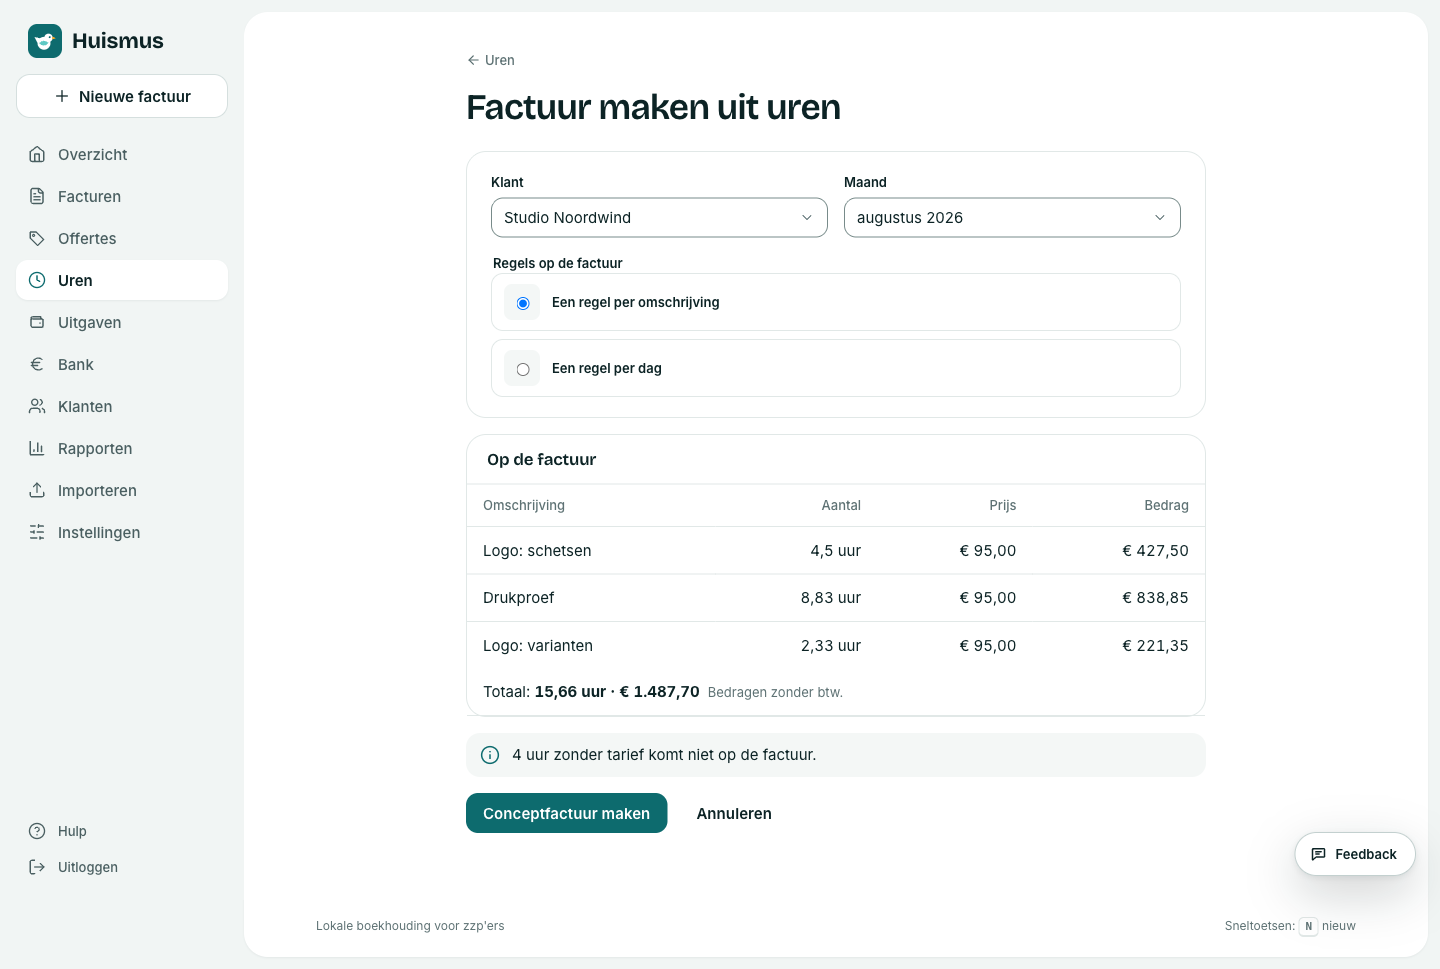 Huismus
Nieuwe factuur
Overzicht
Facturen
Offertes
Uren
Uitgaven
Bank
Klanten
Rapporten
Importeren
Instellingen
Hulp
Uitloggen
Uren
Factuur maken uit uren
Klant
Maand
Studio Noordwind
augustus 2026
Regels op de factuur
Een regel per omschrijving
Een regel per dag
Op de factuur
Omschrijving Aantal Prijs Bedrag
Logo: schetsen 4,5 uur € 95,00 € 427,50
Drukproef 8,83 uur € 95,00 € 838,85
Logo: varianten 2,33 uur € 95,00 € 221,35
Totaal: 15,66 uur · € 1.487,70 Bedragen zonder btw.
4 uur zonder tarief komt niet op de factuur.
Conceptfactuur maken
Annuleren
Feedback
Lokale boekhouding voor zzp'ers
Sneltoetsen: N nieuw